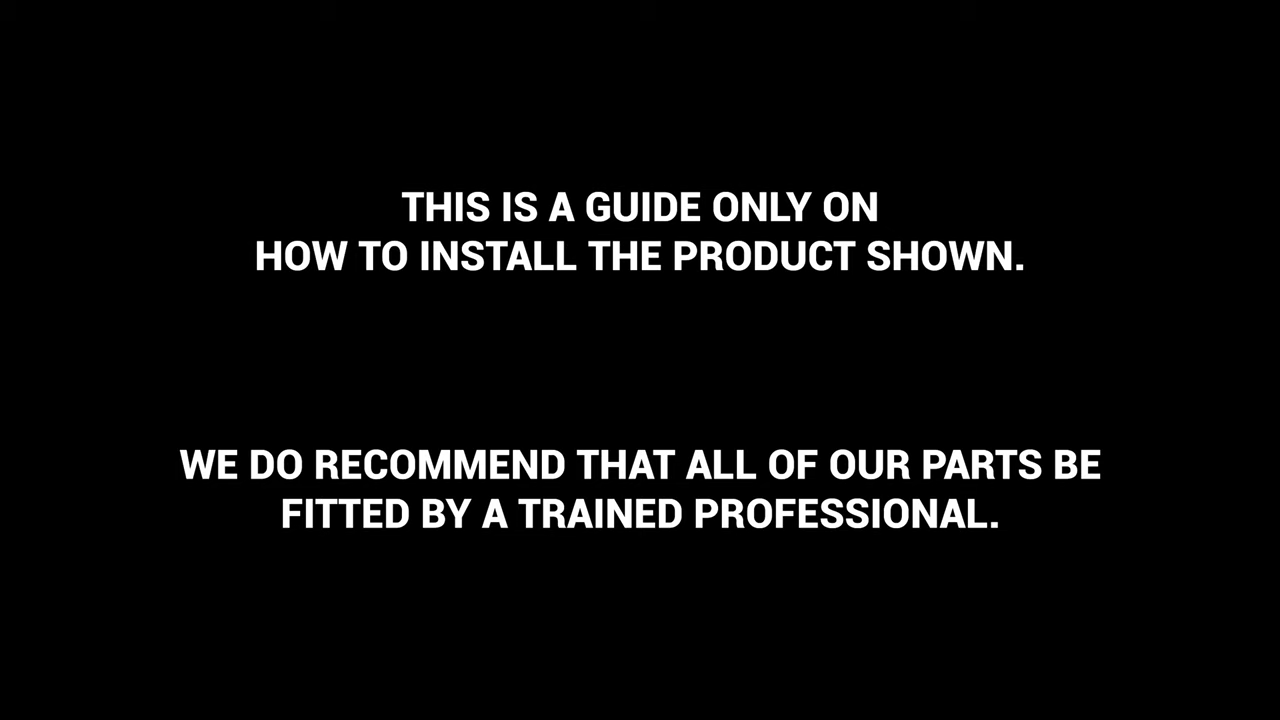 THIS IS A GUIDE ONLY ON
HOW TO INSTALL THE PRODUCT SHOWN.
WE DO RECOMMEND THAT ALL OF OUR PARTS BE
FITTED BY A TRAINED PROFESSIONAL.